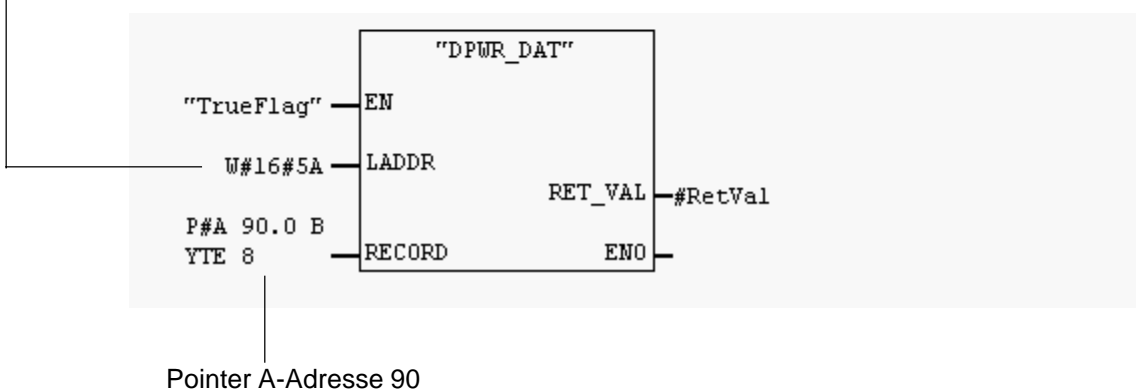 "DPWR_DAT"
"TrueFlag" EN
W#16#5A LADDR
RET_VAL #RetVal
P#A 90.0 B
YTE 8 RECORD ENO
Pointer A-Adresse 90